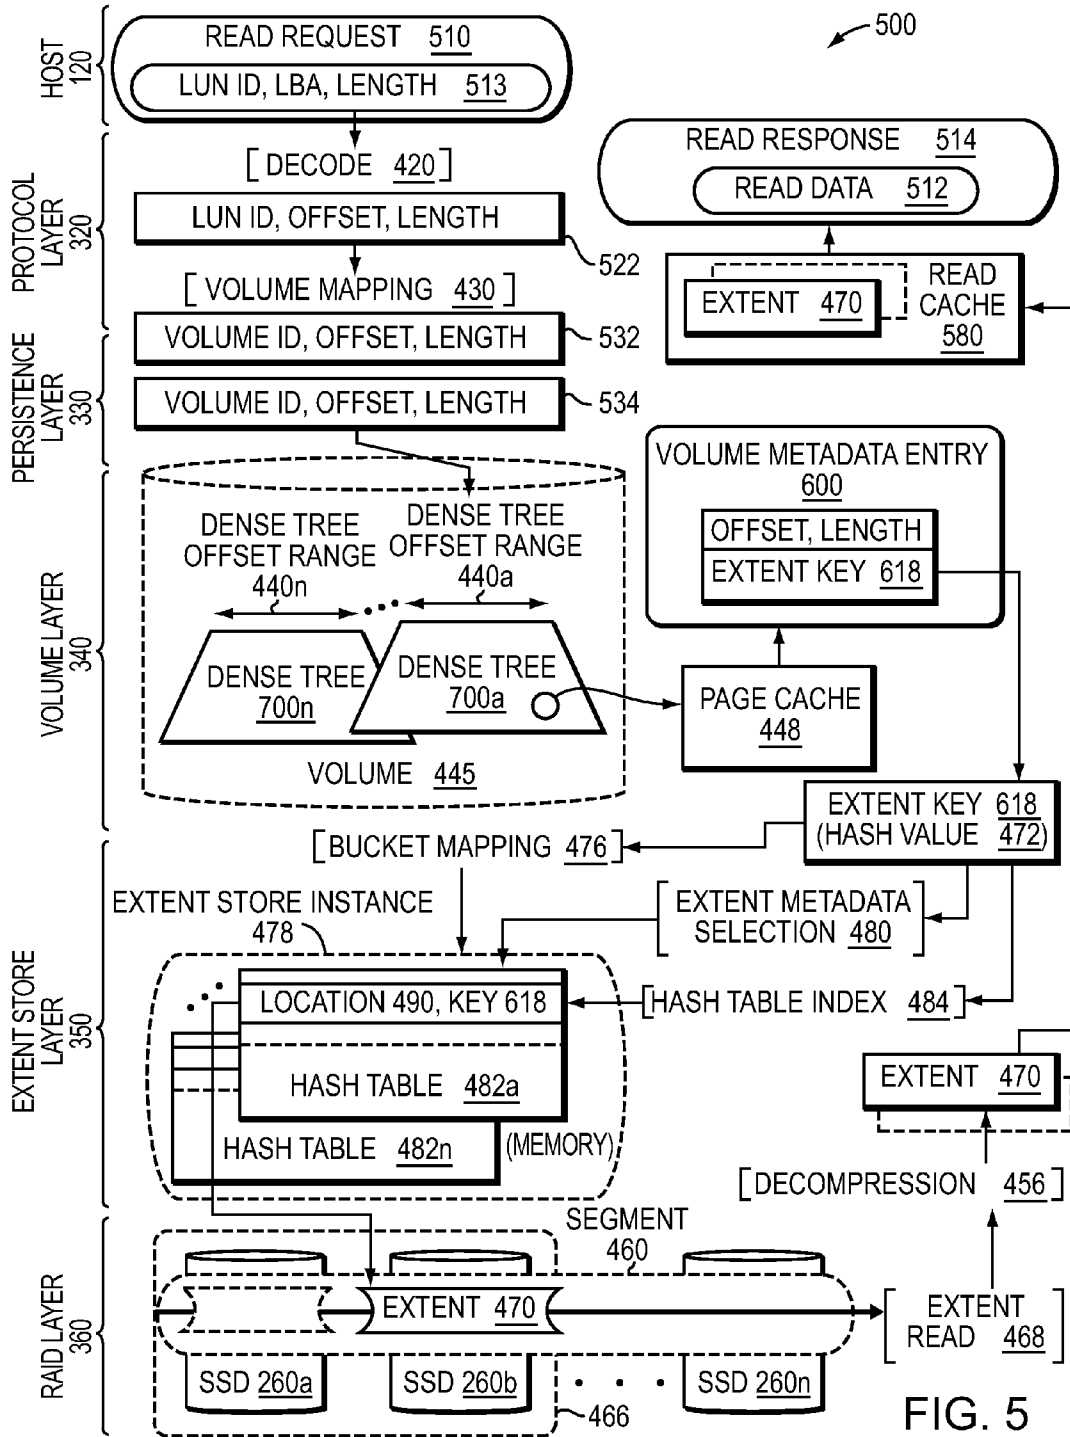 500
HOST
120
READ REQUEST 510
LUN ID, LBA, LENGTH 513
PROTOCOL
LAYER
320
[DECODE 420]
LUN ID, OFFSET, LENGTH
522
[VOLUME MAPPING 430]
VOLUME ID, OFFSET, LENGTH
532
READ RESPONSE 514
READ DATA 512
EXTENT 470
READ
CACHE
580
PERSISTENCE
LAYER
330
VOLUME ID, OFFSET, LENGTH
534
VOLUME LAYER
340
DENSE TREE
OFFSET RANGE
440n
DENSE TREE
OFFSET RANGE
440a
DENSE TREE
700n
DENSE TREE
700a
VOLUME 445
VOLUME METADATA ENTRY
600
OFFSET, LENGTH
EXTENT KEY 618
PAGE CACHE
448
EXTENT KEY 618
(HASH VALUE 472)
EXTENT STORE
LAYER
350
[BUCKET MAPPING 476]
EXTENT STORE INSTANCE
478
[EXTENT METADATA
SELECTION 480]
LOCATION 490, KEY 618
[HASH TABLE INDEX 484]
HASH TABLE 482a
HASH TABLE 482n
(MEMORY)
EXTENT 470
[DECOMPRESSION 456]
RAID LAYER
360
SEGMENT
460
EXTENT 470
[EXTENT
READ 468]
SSD 260a
SSD 260b
SSD 260n
466
FIG. 5